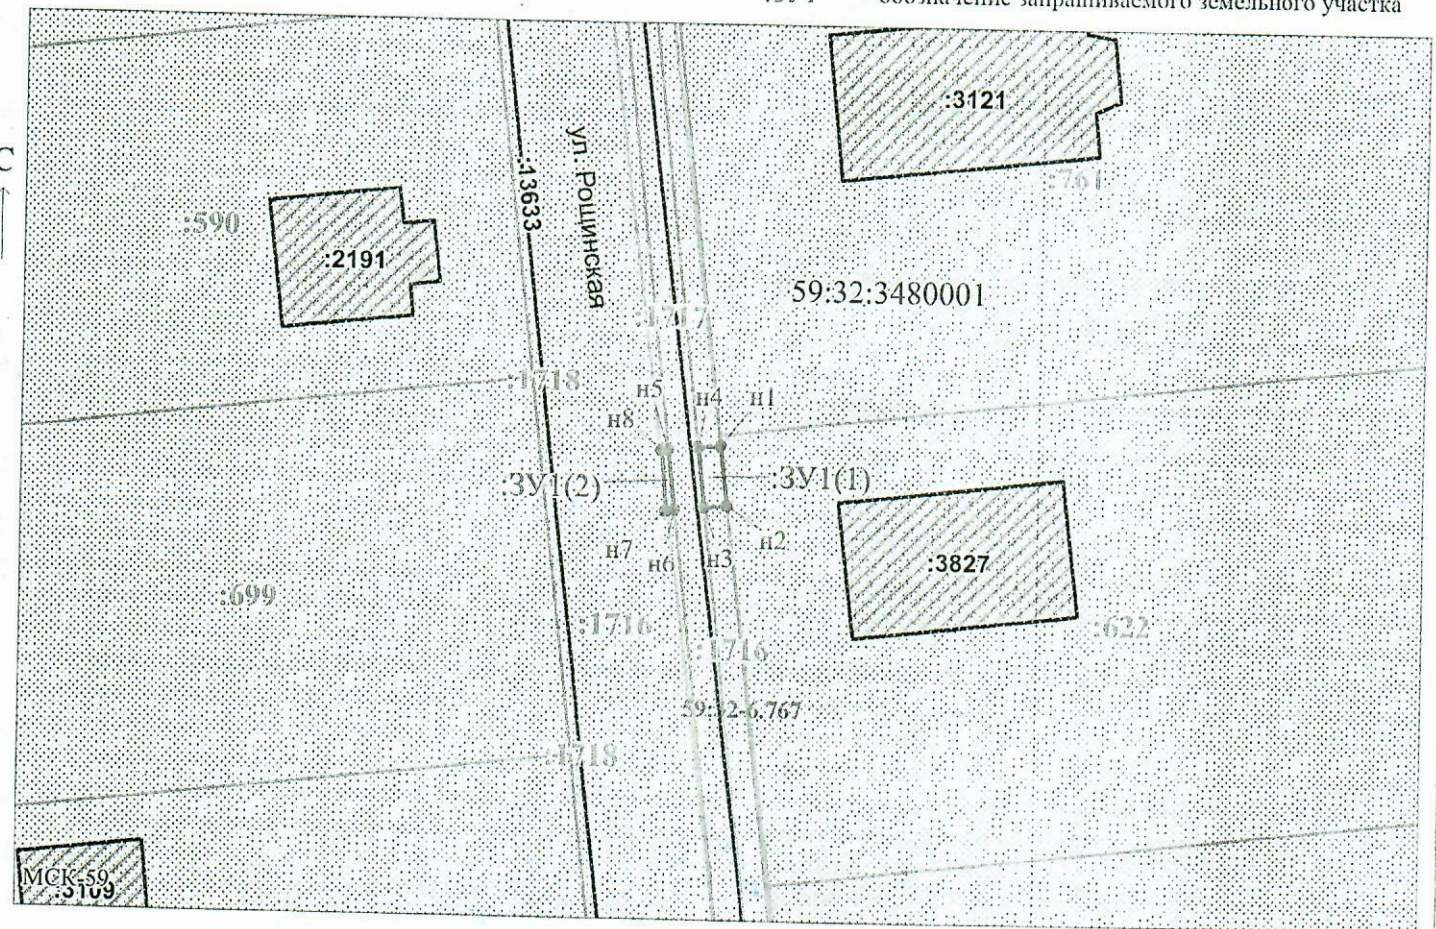 обозначение запрашиваемого земельного участка
С
:3121
:13633
ул. Рощинская
:761
:590
:2191
59:32:3480001
:1717
:1718
н5
н4
н1
н8
:ЗУ1(2)
:ЗУ1(1)
н7
н6
н3
н2
:3827
:699
:1716
:622
:1716
59:32-6.767
:1718
МСК-59
:3109